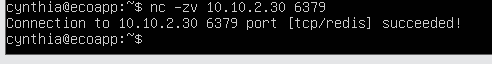 cynthia@ecoapp:~$ nc -zv 10.10.2.30 6379
Connection to 10.10.2.30 6379 port [tcp/redis] succeeded!
cynthia@ecoapp:~$